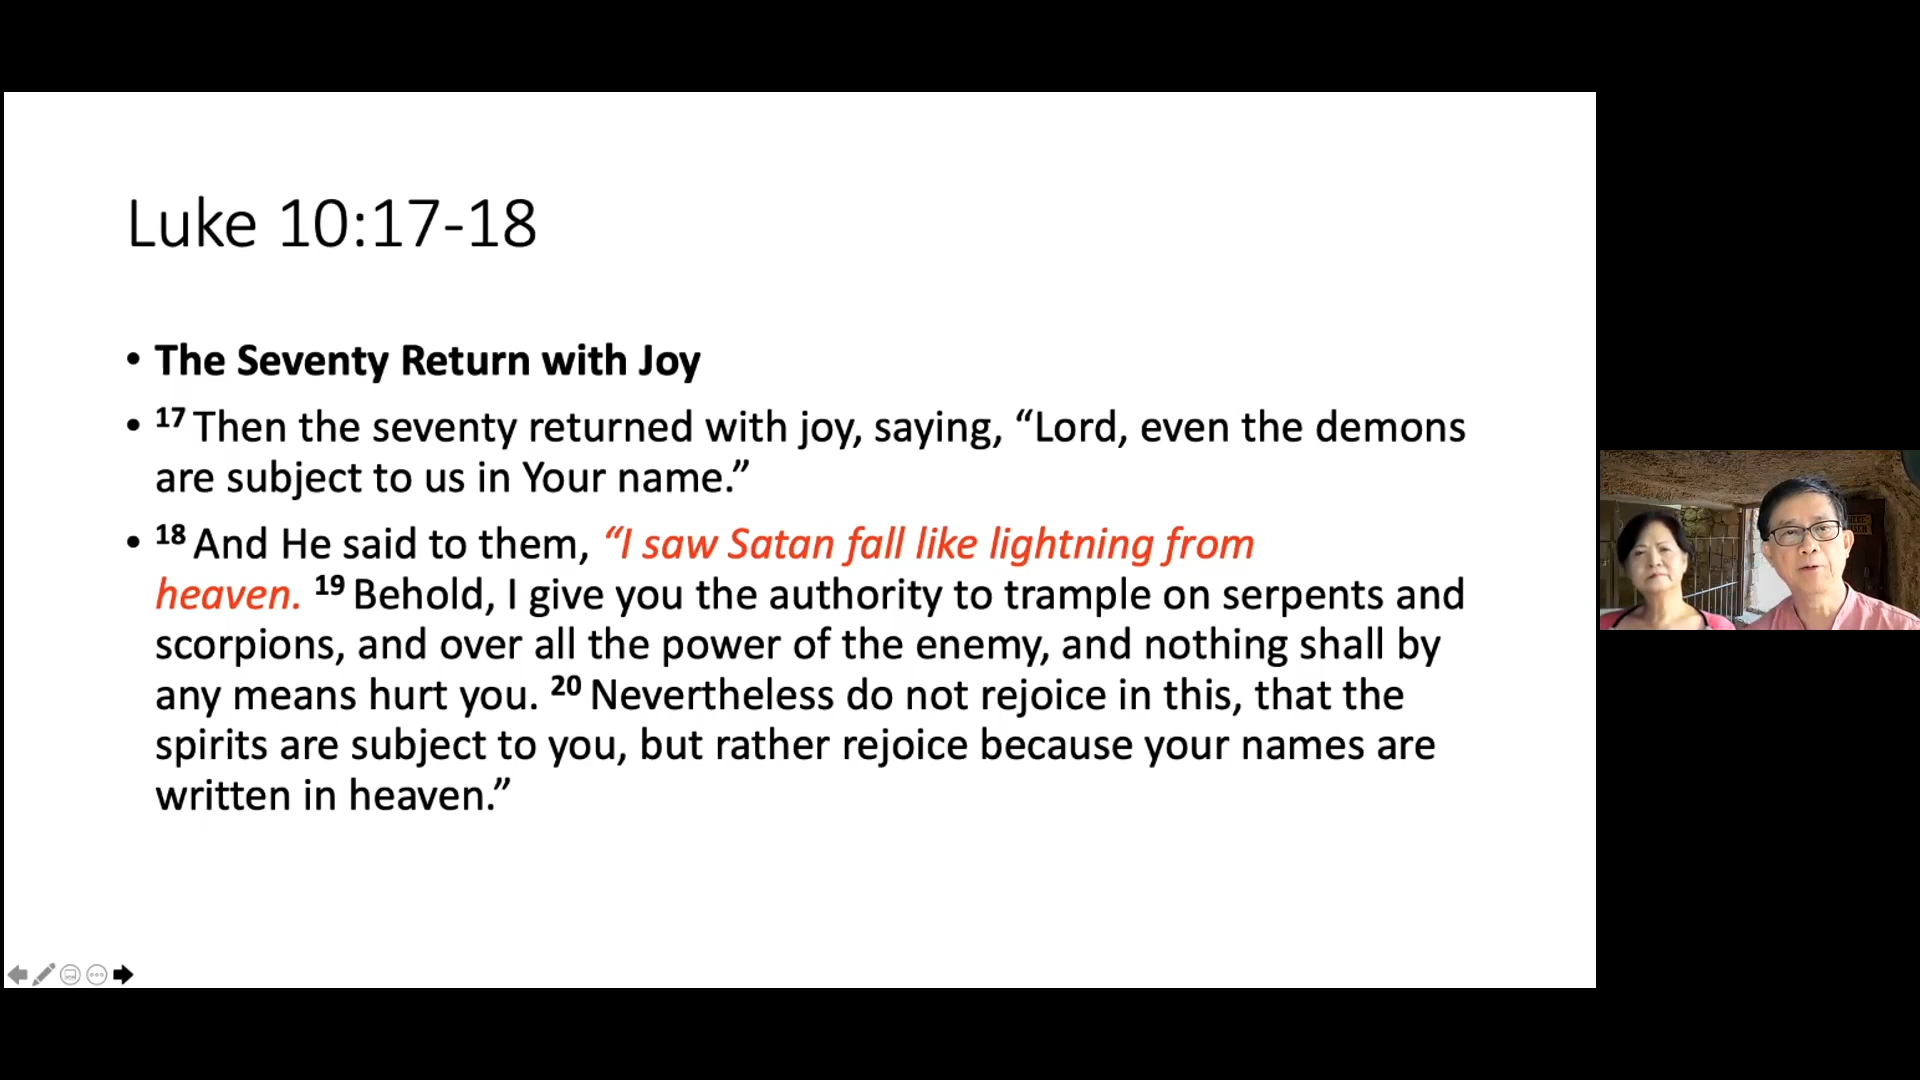 Luke 10:17-18
• The Seventy Return with Joy
• 17 Then the seventy returned with joy, saying, “Lord, even the demons
are subject to us in Your name.”
• 18 And He said to them, “I saw Satan fall like lightning from
heaven. 19 Behold, I give you the authority to trample on serpents and
scorpions, and over all the power of the enemy, and nothing shall by
any means hurt you. 20 Nevertheless do not rejoice in this, that the
spirits are subject to you, but rather rejoice because your names are
written in heaven.”